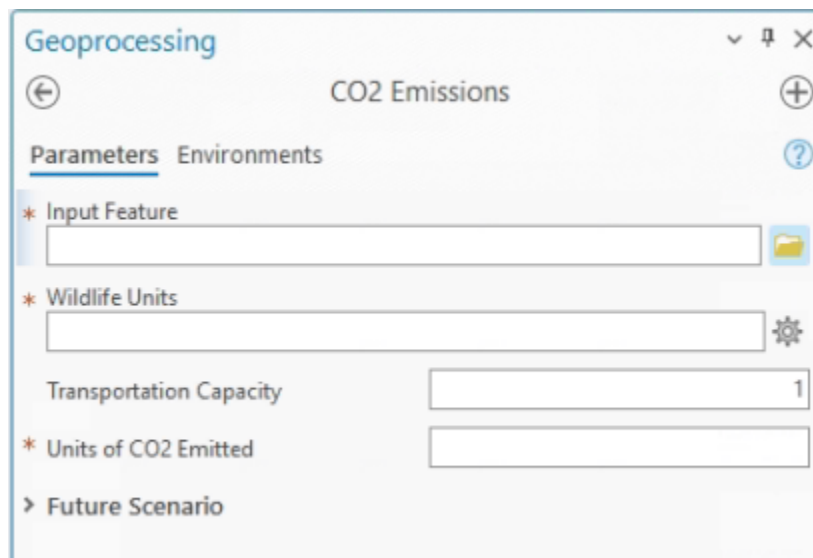 Geoprocessing
CO2 Emissions
Parameters Environments
* Input Feature
* Wildlife Units
Transportation Capacity 1
* Units of CO2 Emitted
> Future Scenario